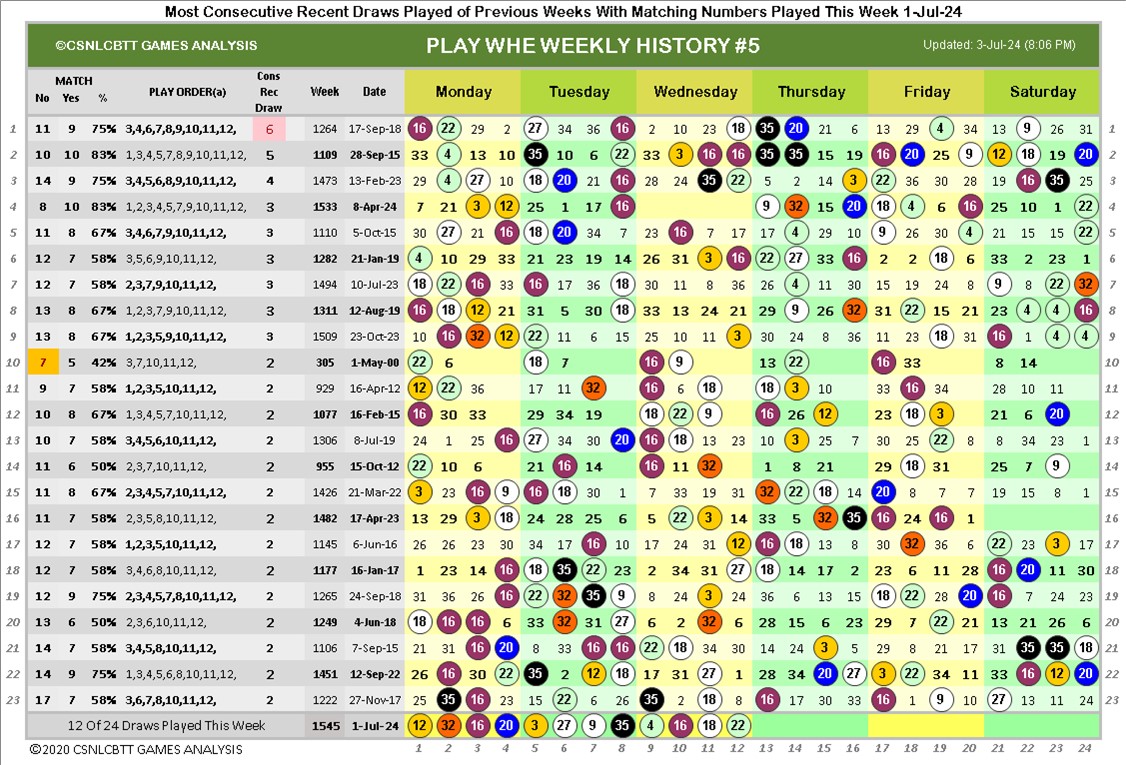 Most Consecutive Recent Draws Played of Previous Weeks With Matching Numbers Played This Week 1-Jul-24
©CSNLCBTT GAMES ANALYSIS PLAY WHE WEEKLY HISTORY #5 Updated: 3-Jul-24 (8:06 PM)
No MATCH Yes % PLAY ORDER(a) Cons Rec Draw Week Date Monday Tuesday Wednesday Thursday Friday Saturday
1 11 9 75% 3,4,6,7,8,9,10,11,12, 6 1264 17-Sep-18 16 22 29 2 27 34 36 16 2 10 23 18 35 20 21 6 13 29 4 34 13 9 26 31 1
2 10 10 83% 1,3,4,5,7,8,9,10,11,12, 5 1109 28-Sep-15 33 4 13 10 35 10 6 22 33 3 16 16 35 35 15 19 17 20 25 9 12 18 19 20 2
3 14 9 75% 3,4,5,6,8,9,10,11,12, 4 1473 13-Feb-23 29 4 27 10 18 20 21 16 28 24 35 22 5 2 14 3 22 36 30 28 19 16 35 25 3
4 8 10 83% 1,2,3,4,5,7,9,10,11,12, 3 1533 8-Apr-24 7 21 3 12 25 1 17 16 9 32 15 20 18 4 6 16 25 10 1 22 4
5 11 8 67% 3,4,6,7,9,10,11,12, 3 1110 5-Oct-15 30 27 21 16 18 20 34 7 23 16 7 17 17 4 29 10 9 26 30 4 21 15 15 22 5
6 12 7 58% 3,5,6,9,10,11,12, 3 1282 21-Jan-19 4 10 29 33 21 23 19 14 26 31 3 16 22 27 33 16 2 2 18 6 33 2 23 1 6
7 12 7 58% 2,3,7,9,10,11,12, 3 1494 10-Jul-23 18 22 16 33 16 17 36 18 30 11 8 36 26 4 11 30 15 19 24 8 9 8 22 32 7
8 13 8 67% 1,2,3,7,9,10,11,12, 3 1311 12-Aug-19 16 18 12 21 31 5 30 18 33 13 24 21 29 9 26 32 31 22 15 21 23 4 4 16 8
9 13 8 67% 1,2,3,5,9,10,11,12, 3 1509 23-Oct-23 10 16 32 12 22 11 6 15 13 17 30 3 30 24 8 36 11 23 18 31 16 1 4 4 9
10 7 5 42% 3,7,10,11,12, 2 305 1-May-00 22 6 18 7 16 9 13 22 16 33 8 14 10
11 9 7 58% 1,2,3,5,10,11,12, 2 929 16-Apr-12 12 22 36 17 11 32 16 6 18 18 3 10 33 16 34 28 10 11 11
12 10 8 67% 1,3,4,5,7,10,11,12, 2 1077 16-Feb-15 16 30 33 29 34 19 18 22 9 16 26 12 23 18 3 21 6 20 12
13 10 7 58% 3,4,5,6,10,11,12, 2 1306 8-Jul-19 24 1 25 16 27 34 30 20 16 18 13 23 10 3 25 7 30 25 22 8 8 34 23 24 13
14 11 6 50% 2,3,7,10,11,12, 2 955 15-Oct-12 22 10 6 21 16 14 16 11 32 1 8 21 29 18 31 25 7 9 14
15 11 8 67% 2,3,4,5,7,10,11,12, 2 1426 21-Mar-22 3 23 16 9 16 18 30 1 7 33 19 31 32 22 18 14 20 8 7 7 19 15 8 1 15
16 11 7 58% 2,3,5,8,10,11,12, 2 1482 17-Apr-23 13 29 3 18 24 28 25 6 5 22 3 14 33 5 32 35 16 24 16 1 16
17 12 7 58% 1,2,3,5,10,11,12, 2 1145 6-Jun-16 26 26 23 30 34 17 16 10 17 24 31 12 16 18 13 8 30 32 36 6 22 23 3 17 17
18 12 7 58% 3,4,6,8,10,11,12, 2 1177 16-Jan-17 1 23 14 16 18 35 22 23 2 34 31 27 18 14 17 2 23 6 11 28 16 20 11 30 18
19 12 9 75% 2,3,4,5,7,8,10,11,12, 2 1265 24-Sep-18 31 36 26 16 22 32 35 9 8 24 3 24 36 6 13 15 18 22 28 20 16 7 24 23 19
20 13 6 50% 2,3,6,10,11,12, 2 1249 4-Jun-18 18 16 16 6 33 32 31 27 6 2 32 6 28 15 6 23 29 7 22 21 13 21 26 6 20
21 14 7 58% 3,4,5,8,10,11,12, 2 1106 7-Sep-15 21 31 16 20 8 33 16 16 22 18 34 30 14 24 3 5 29 8 21 17 31 35 35 18 21
22 14 9 75% 1,3,4,5,6,8,10,11,12, 2 1451 12-Sep-22 26 16 30 22 35 2 12 18 17 31 27 1 28 34 20 27 3 22 34 11 33 16 12 20 22
23 17 7 58% 3,6,7,8,10,11,12, 2 1222 27-Nov-17 25 35 16 15 6 22 6 26 35 2 18 8 16 17 30 33 16 1 9 10 27 13 11 24 23
12 Of 24 Draws Played This Week 1545 1-Jul-24 12 32 16 20 3 27 9 35 4 16 18 22
©2020 CSNLCBTT GAMES ANALYSIS 1 2 3 4 5 6 7 8 9 10 11 12 13 14 15 16 17 18 19 20 21 22 23 24